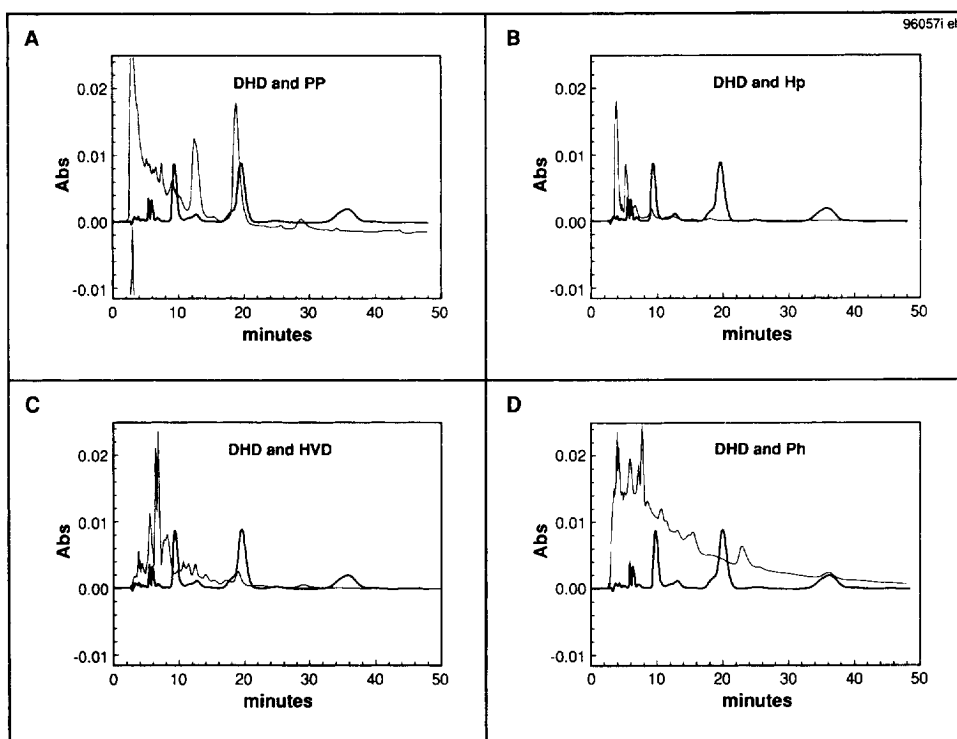 96057i eh
A
DHD and PP
Abs
0.02
0.01
0.00
-0.01
0 10 20 30 40 50
minutes
B
DHD and Hp
Abs
0.02
0.01
0.00
-0.01
0 10 20 30 40 50
minutes
C
DHD and HVD
Abs
0.02
0.01
0.00
-0.01
0 10 20 30 40 50
minutes
D
DHD and Ph
Abs
0.02
0.01
0.00
-0.01
0 10 20 30 40 50
minutes